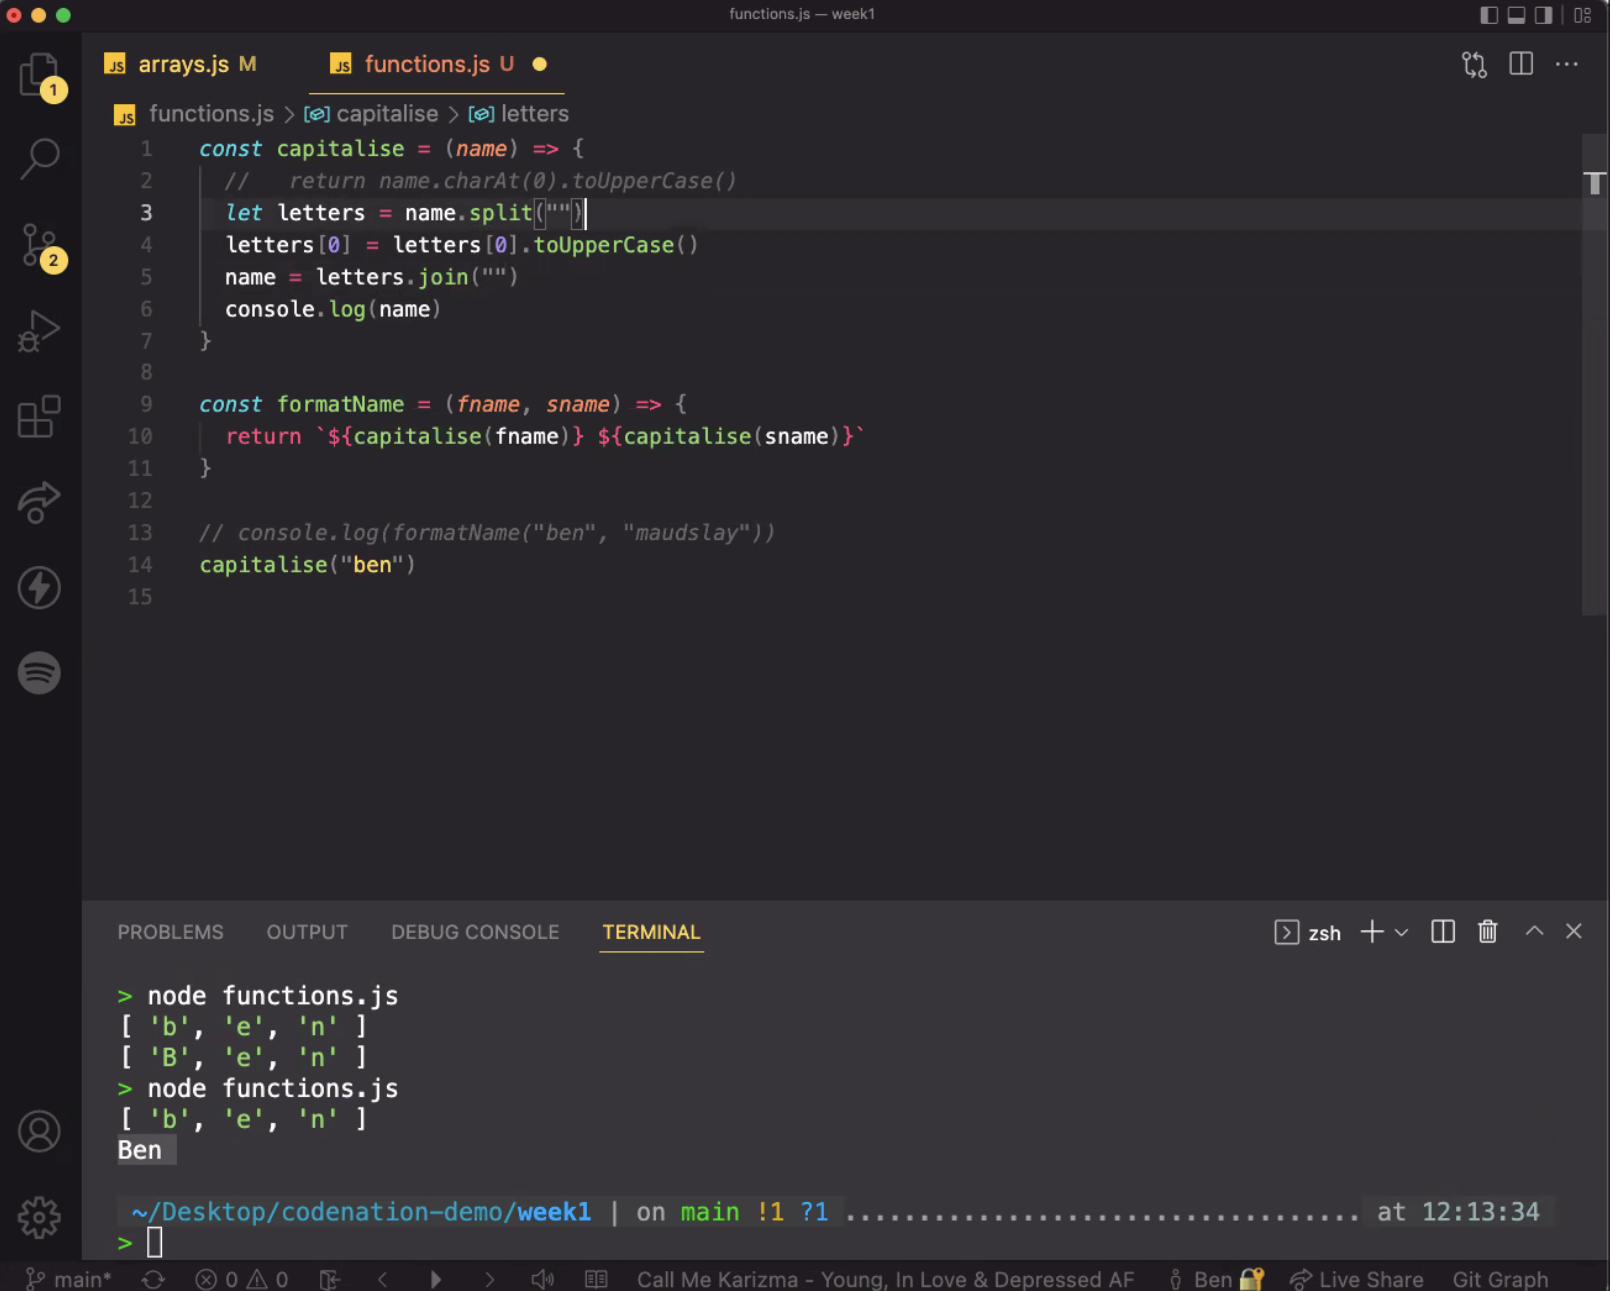 functions.js — week1
JS arrays.js M JS functions.js U
JS functions.js > capitalise > letters
1 const capitalise = (name) => {
2 //   return name.charAt(0).toUpperCase()
3 let letters = name.split("")
4 letters[0] = letters[0].toUpperCase()
5 name = letters.join("")
6 console.log(name)
7 }
8
9 const formatName = (fname, sname) => {
10 return `${capitalise(fname)} ${capitalise(sname)}`
11 }
12
13 // console.log(formatName("ben", "maudslay"))
14 capitalise("ben")
15
1
2
PROBLEMS OUTPUT DEBUG CONSOLE TERMINAL zsh
> node functions.js
[ 'b', 'e', 'n' ]
[ 'B', 'e', 'n' ]
> node functions.js
[ 'b', 'e', 'n' ]
Ben
~/Desktop/codenation-demo/week1 | on main !1 ?1 ................................... at 12:13:34
>
main* 0 0 Call Me Karizma - Young, In Love & Depressed AF Ben Live Share Git Graph